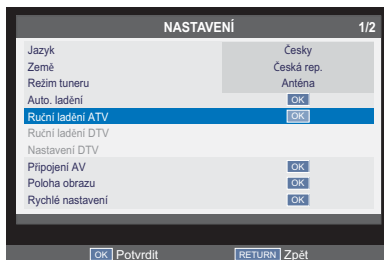 NASTAVENÍ 1/2
Jazyk Česky
Země Česká rep.
Režim tuneru Anténa
Auto. ladění OK
Ruční ladění ATV OK
Ruční ladění DTV
Nastavení DTV
Připojení AV OK
Poloha obrazu OK
Rychlé nastavení OK
OK Potvrdit RETURN Zpět